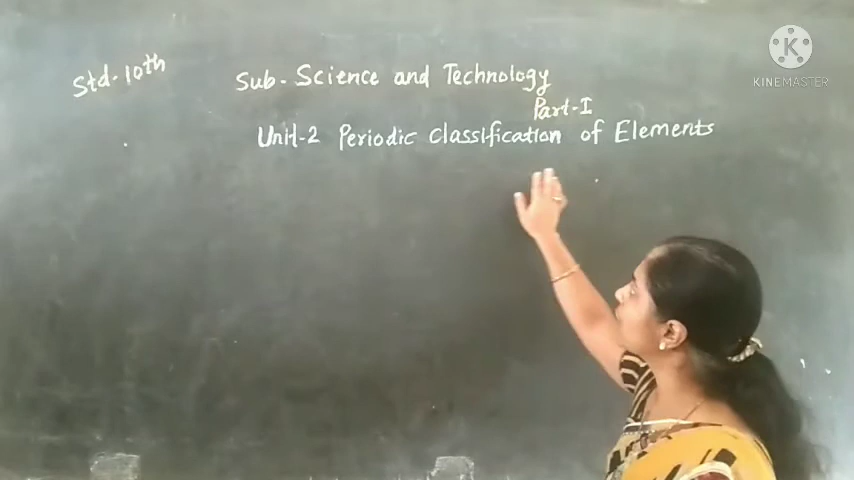 Std-10th
Sub-Science and Technology
Part-I
Unit-2 Periodic Classification of Elements
KINEMASTER